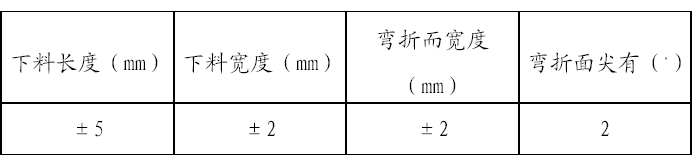 下料长度（mm）
下料宽度（mm）
弯折而宽度
（mm）
弯折面尖有（'）
±5
±2
±2
2